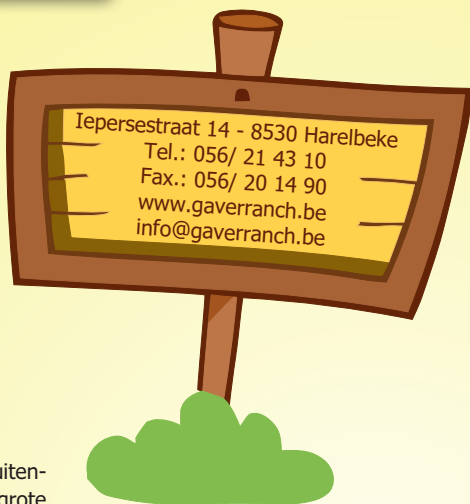 Iepersestraat 14 - 8530 Harelbeke
Tel.: 056/ 21 43 10
Fax.: 056/ 20 14 90
www.gaverranch.be
info@gaverranch.be
grote